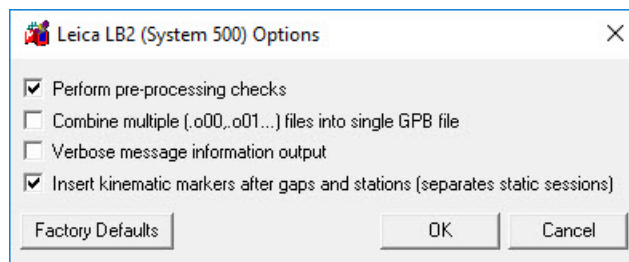 Leica LB2 (System 500) Options
Perform pre-processing checks
Combine multiple (.o00,.o01...) files into single GPB file
Verbose message information output
Insert kinematic markers after gaps and stations (separates static sessions)
Factory Defaults OK Cancel